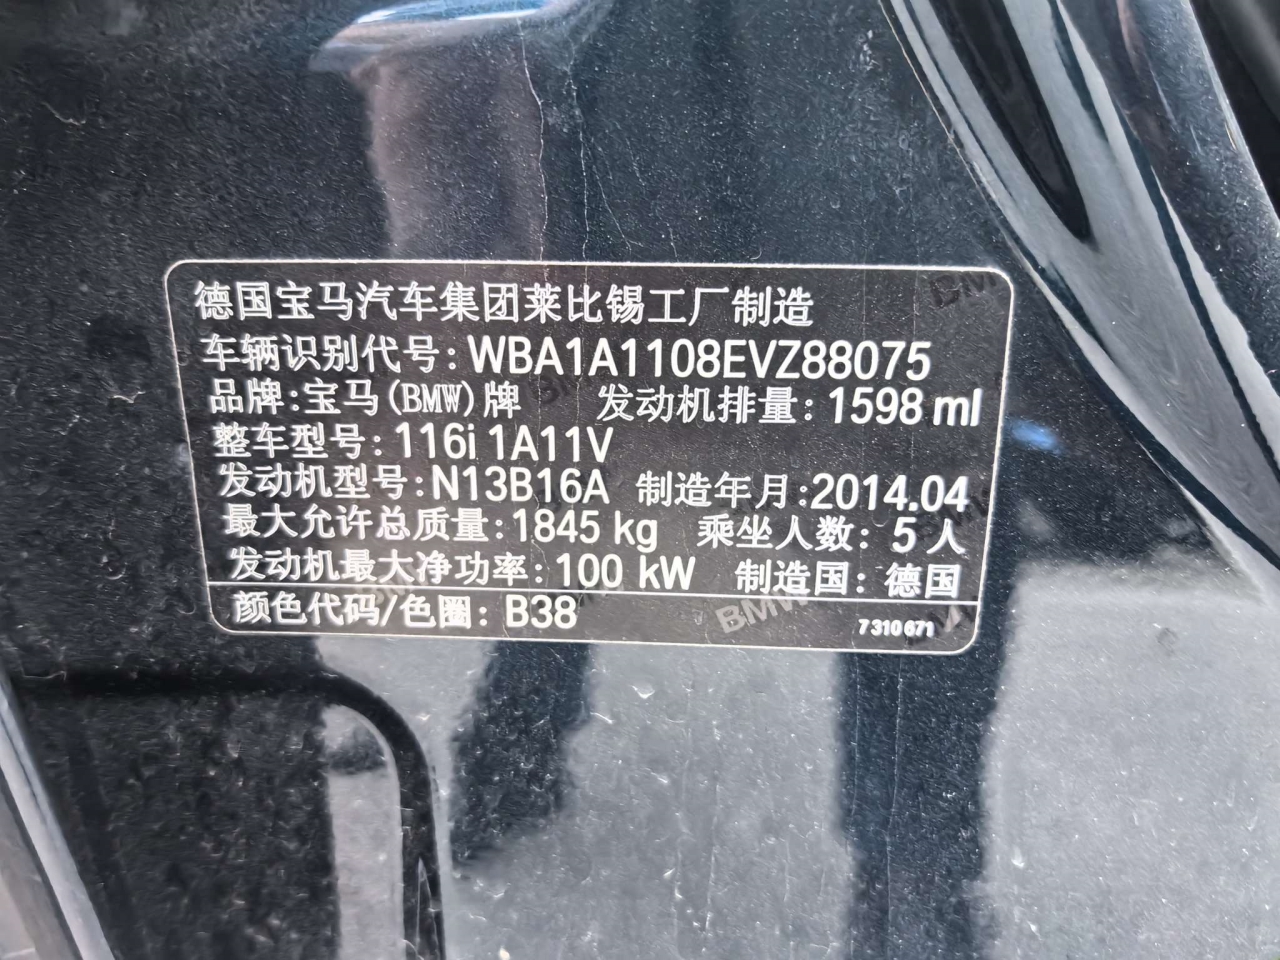 德国宝马汽车集团莱比锡工厂制造
车辆识别代号: WBA1A1108EVZ88075
品牌:宝马(BMW)牌 发动机排量: 1598 ml
整车型号: 116i 1A11V
发动机型号: N13B16A 制造年月:2014.04
最大允许总质量: 1845 kg 乘坐人数: 5 人
发动机最大净功率: 100 kW 制造国: 德国
颜色代码/色圈: B38 7310671
BMW
BMW
BMW
BMW